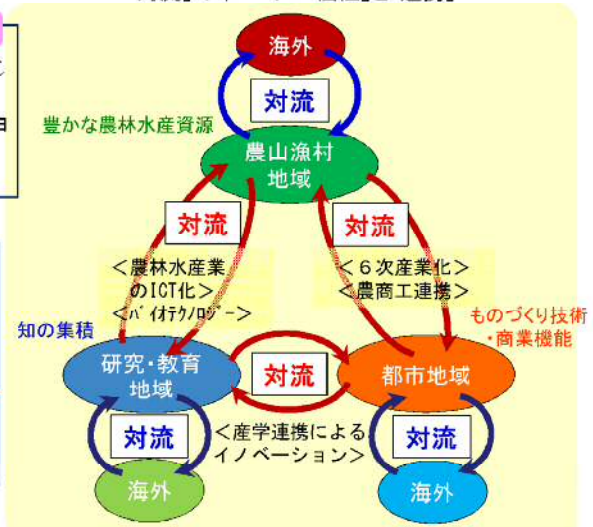 海外
対流
豊かな農林水産資源
農山漁村
地域
対流
対流
<農林水産業
のICT化>
<バイオテクノロジー>
<6次産業化>
<農商工連携>
知の集積
ものづくり技術
・商業機能
研究・教育
地域
対流
都市地域
対流
<産学連携による
イノベーション>
対流
海外
海外